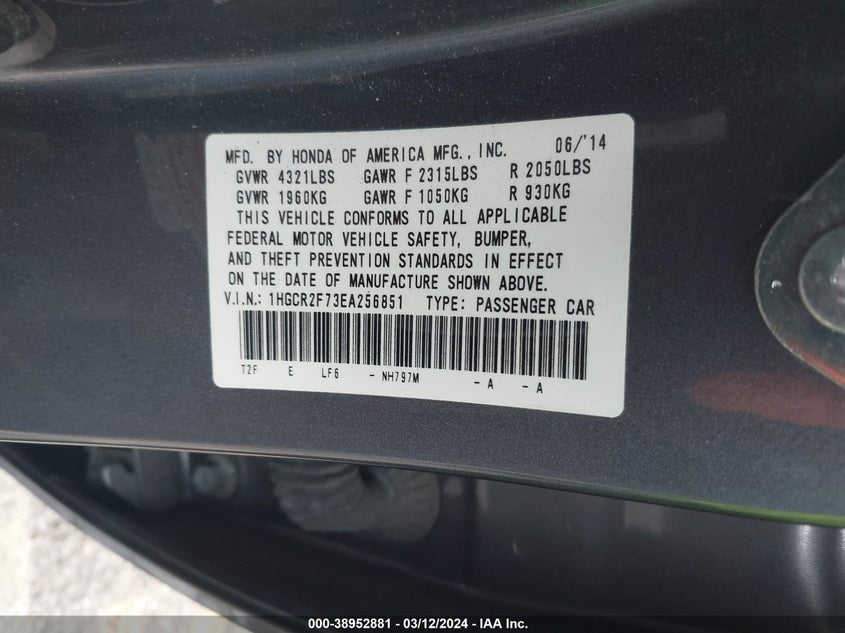 MFD. BY HONDA OF AMERICA MFG., INC. 06/'14
GVWR 4321LBS GAWR F 2315LBS R 2050LBS
GVWR 1960KG GAWR F 1050KG R 930KG
THIS VEHICLE CONFORMS TO ALL APPLICABLE
FEDERAL MOTOR VEHICLE SAFETY, BUMPER,
AND THEFT PREVENTION STANDARDS IN EFFECT
ON THE DATE OF MANUFACTURE SHOWN ABOVE.
V.I.N.: 1HGCR2F73EA256851 TYPE: PASSENGER CAR
T2F E LF6 - NH797M - A - A
000-38952881 - 03/12/2024 - IAA Inc.